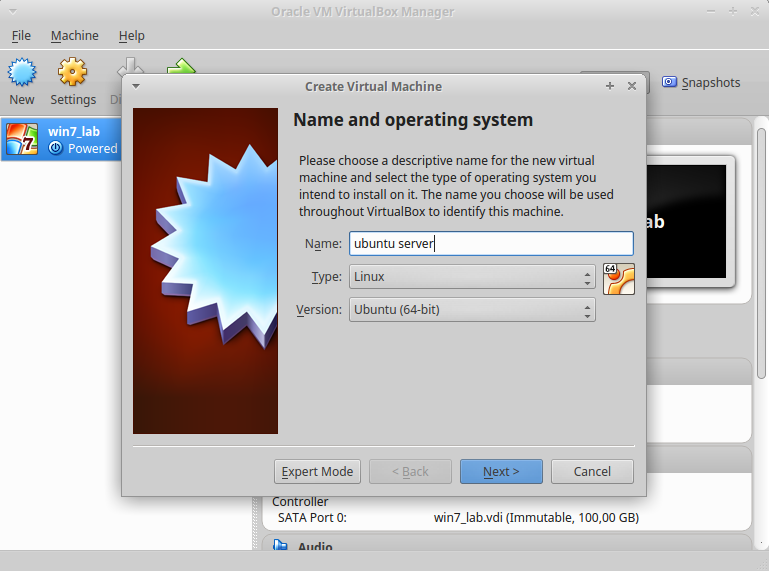 Oracle VM VirtualBox Manager
File Machine Help
New Settings Snapshots
win7_lab
Powered
Create Virtual Machine
Name and operating system
Please choose a descriptive name for the new virtual
machine and select the type of operating system you
intend to install on it. The name you choose will be used
throughout VirtualBox to identify this machine.
Name: ubuntu server
Type: Linux
64
Version: Ubuntu (64-bit)
Expert Mode < Back Next > Cancel
ab
Controller
SATA Port 0: win7_lab.vdi (Immutable, 100,00 GB)
Audio